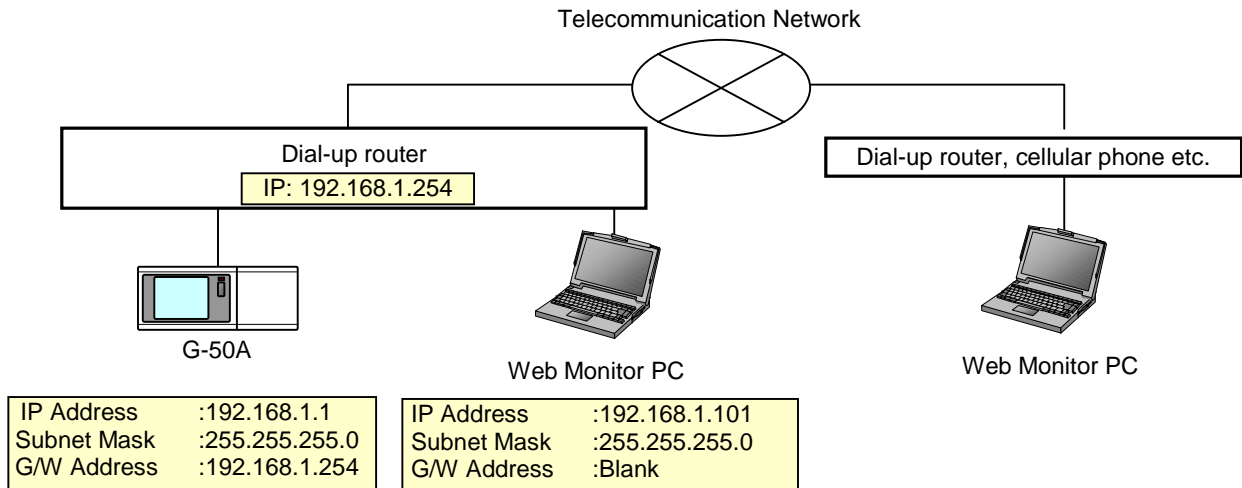 Telecommunication Network
Dial-up router
IP: 192.168.1.254
Dial-up router, cellular phone etc.
G-50A
Web Monitor PC
Web Monitor PC
IP Address :192.168.1.1
Subnet Mask :255.255.255.0
G/W Address :192.168.1.254
IP Address :192.168.1.101
Subnet Mask :255.255.255.0
G/W Address :Blank